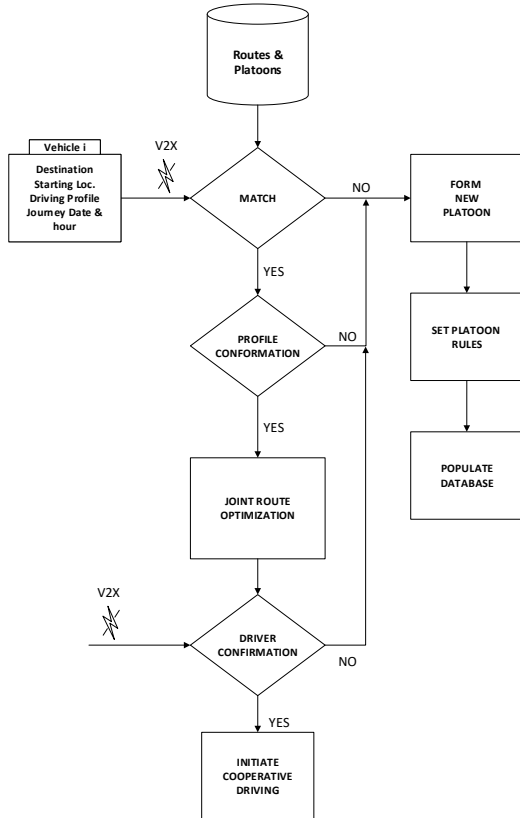 Routes &
Platoons
V2X
Vehicle i
Destination
Starting Loc.
Driving Profile
Journey Date &
hour
MATCH
NO
FORM
NEW
PLATOON
YES
PROFILE
CONFORMATION
NO
SET PLATOON
RULES
YES
POPULATE
DATABASE
JOINT ROUTE
OPTIMIZATION
V2X
DRIVER
CONFIRMATION
NO
YES
INITIATE
COOPERATIVE
DRIVING